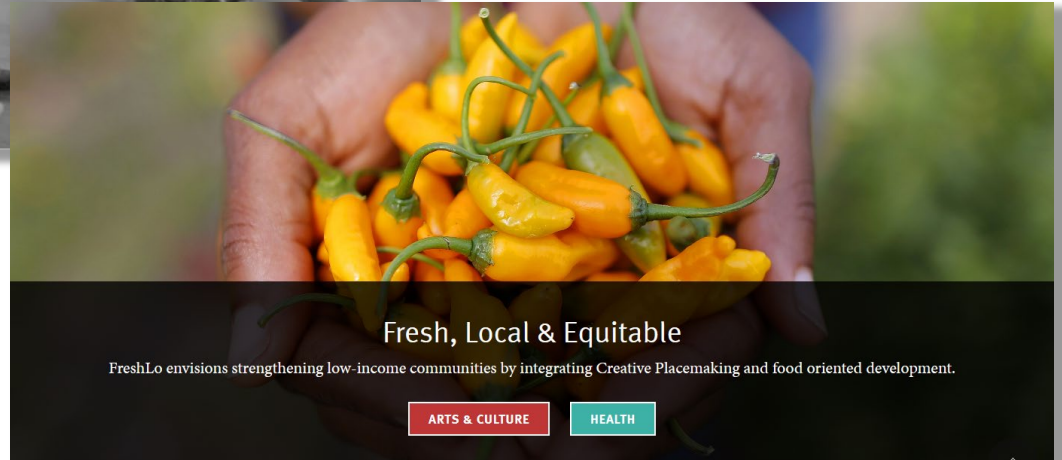 Fresh, Local & Equitable
FreshLo envisions strengthening low-income communities by integrating Creative Placemaking and food oriented development.
ARTS & CULTURE
HEALTH